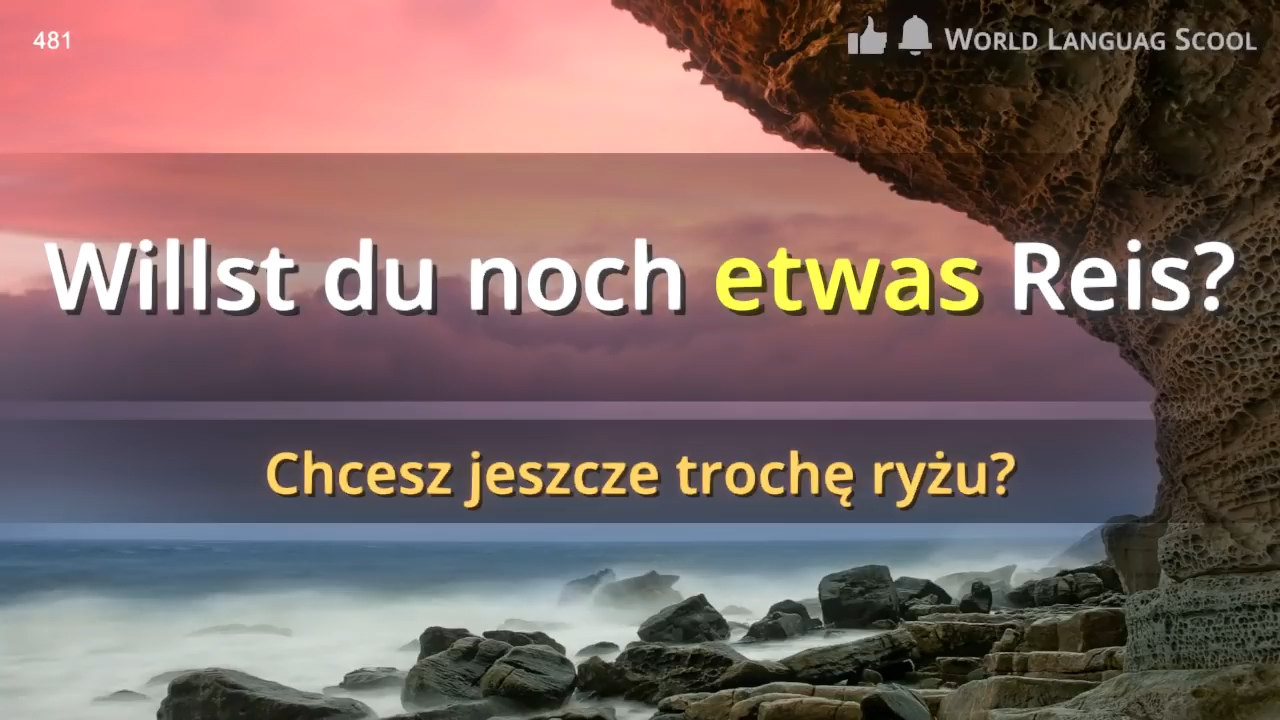 481
World Languag Scool
Willst du noch etwas Reis?
Chcesz jeszcze trochę ryżu?